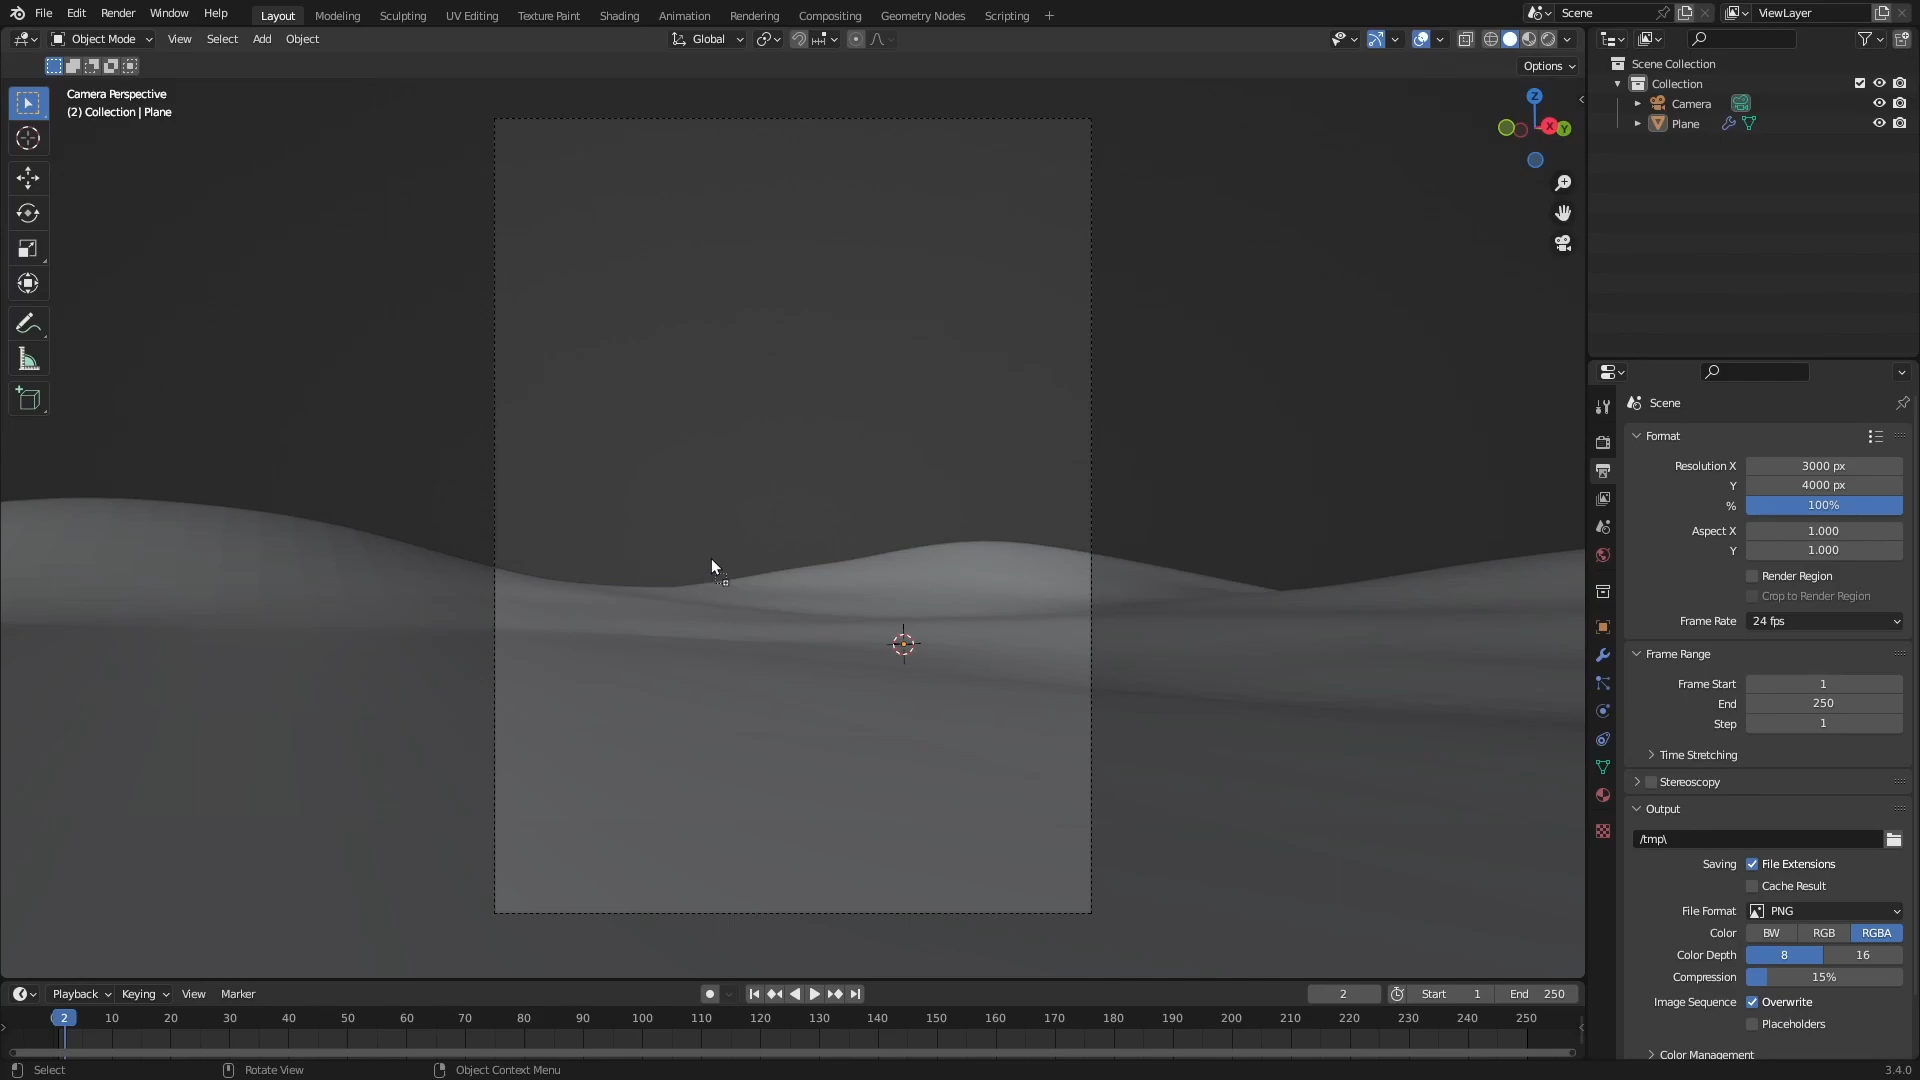 File Edit Render Window Help Layout Modeling Sculpting UV Editing Texture Paint Shading Animation Rendering Compositing Geometry Nodes Scripting + Scene ViewLayer
Object Mode View Select Add Object Global
Options
Camera Perspective
(2) Collection | Plane
Z
X
Y
Scene Collection
Collection
Camera
Plane
Scene
Format
Resolution X 3000 px
Y 4000 px
% 100%
Aspect X 1.000
Y 1.000
Render Region
Crop to Render Region
Frame Rate 24 fps
Frame Range
Frame Start 1
End 250
Step 1
Time Stretching
Stereoscopy
Output
/tmp\
Saving File Extensions
Cache Result
File Format PNG
Color BW RGB RGBA
Color Depth 8 16
Compression 15%
Image Sequence Overwrite
Placeholders
Color Management
Playback Keying View Marker 2 Start 1 End 250
2 10 20 30 40 50 60 70 80 90 100 110 120 130 140 150 160 170 180 190 200 210 220 230 240 250
Select Rotate View Object Context Menu 3.4.0